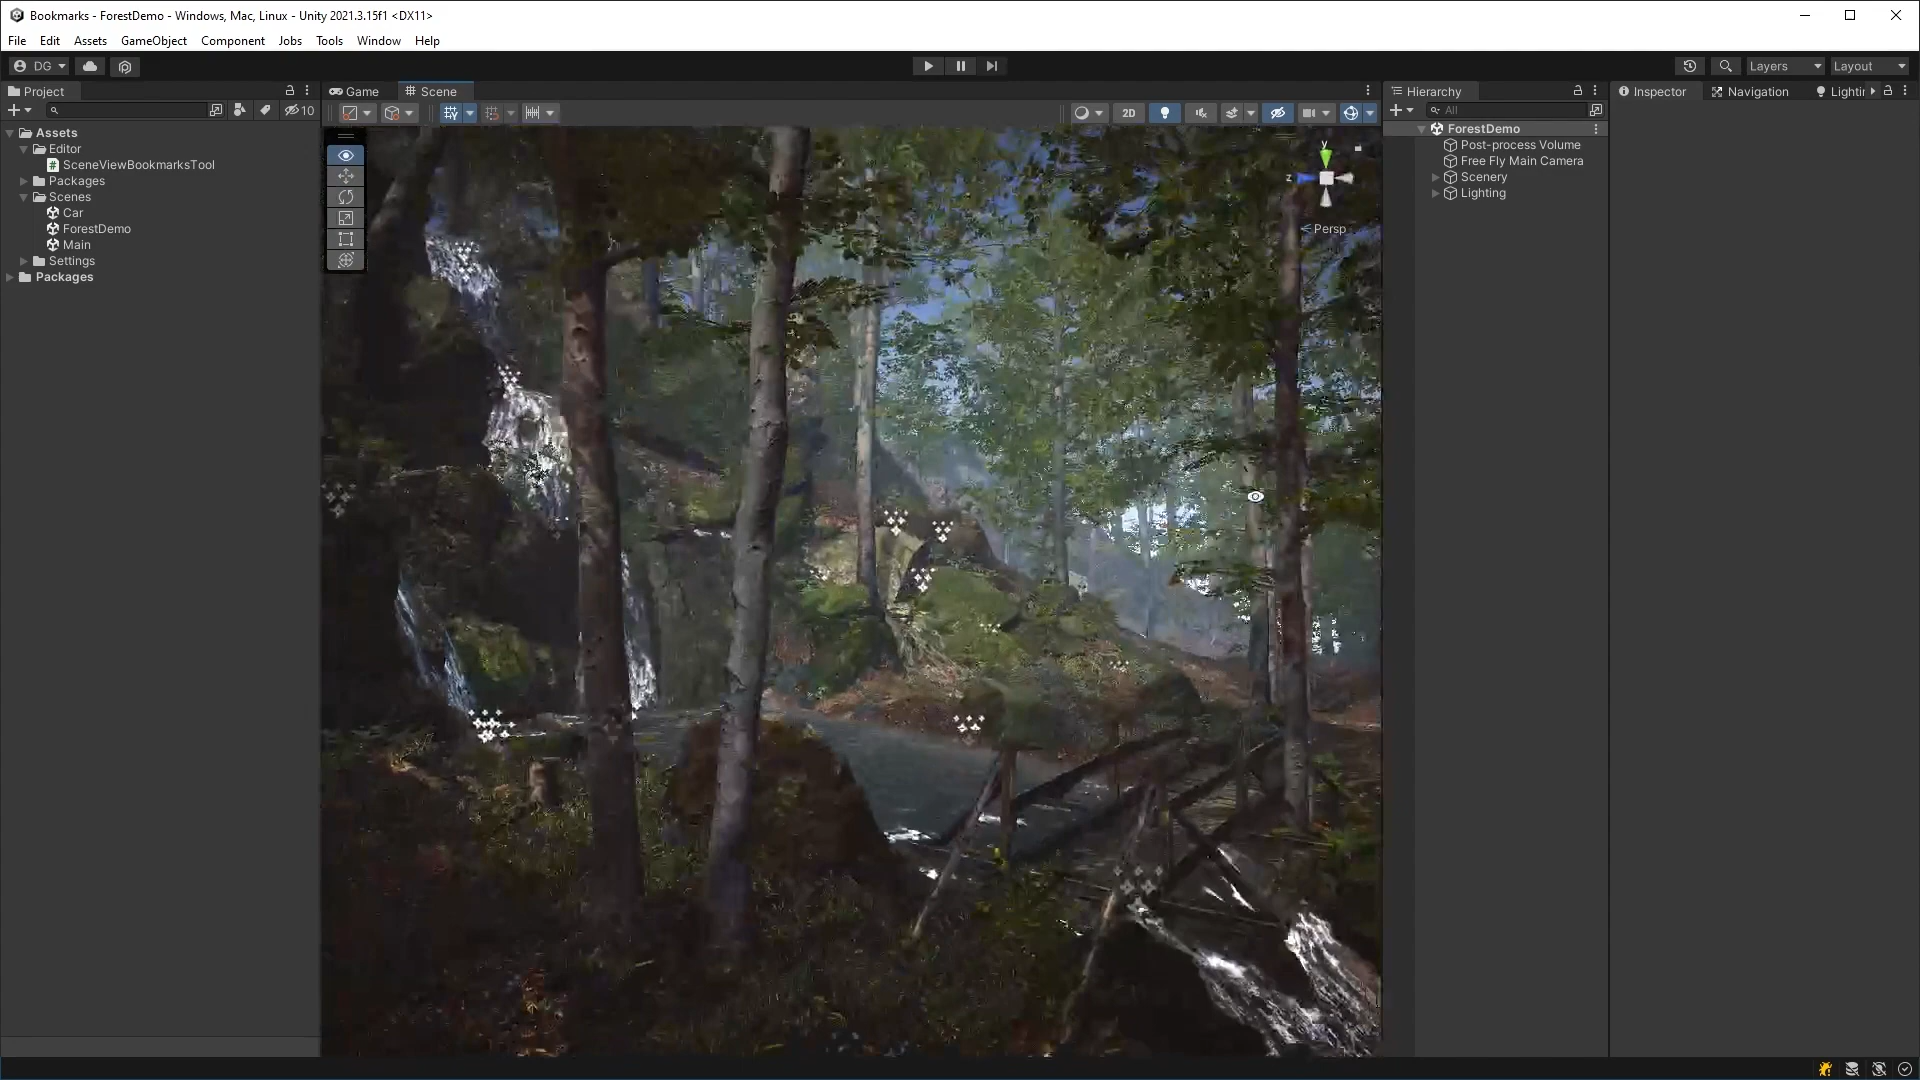 Bookmarks - ForestDemo - Windows, Mac, Linux - Unity 2021.3.15f1 <DX11>
File Edit Assets GameObject Component Jobs Tools Window Help
DG Layers Layout
Project
10
Assets
Editor
SceneViewBookmarksTool
Packages
Scenes
Car
ForestDemo
Main
Settings
Packages
Game Scene
2D
y
z
Persp
Hierarchy
All
ForestDemo
Post-process Volume
Free Fly Main Camera
Scenery
Lighting
Inspector Navigation